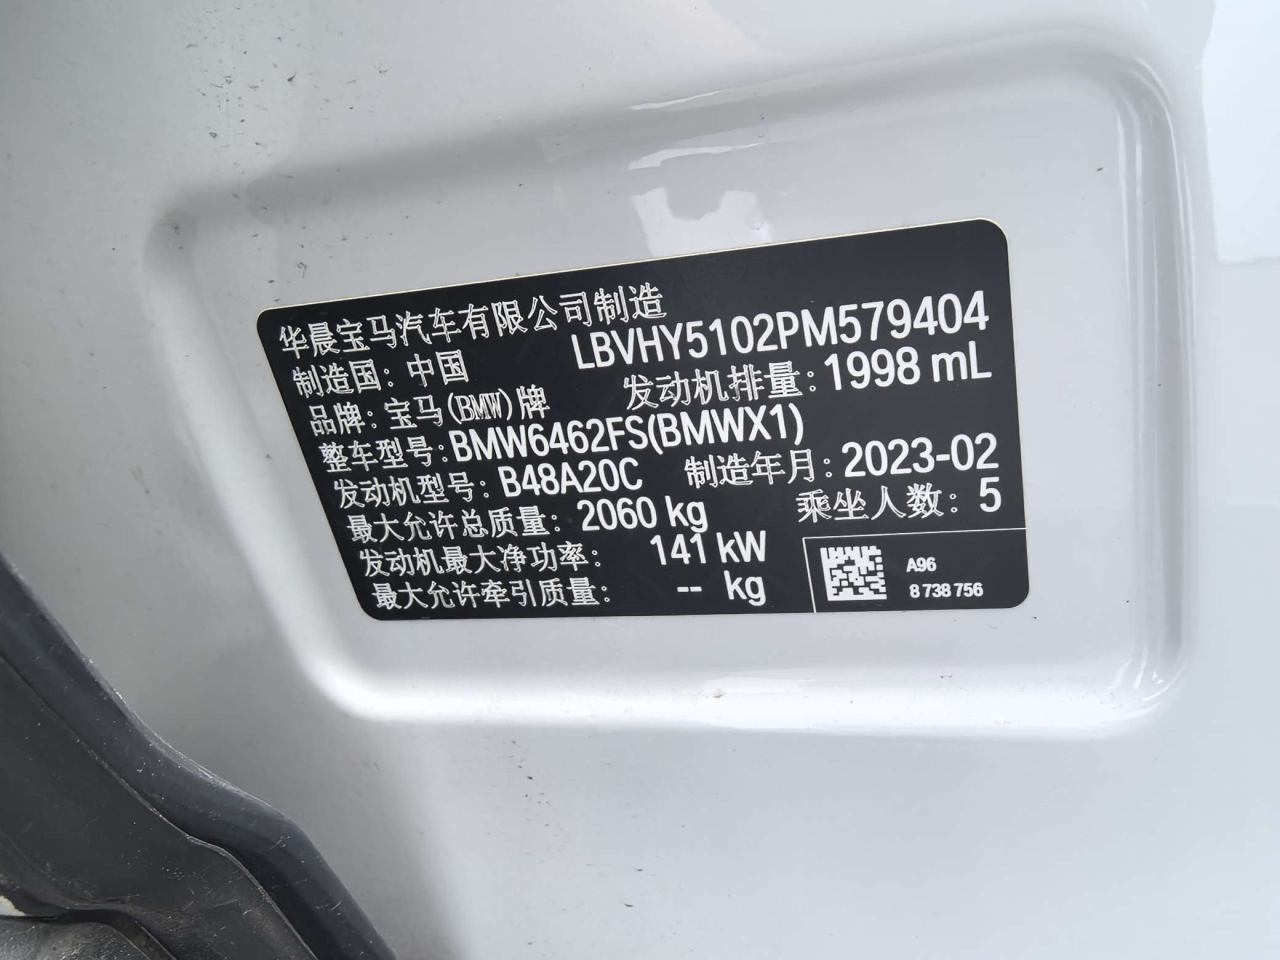 华晨宝马汽车有限公司制造
制造国：中国 LBVHY5102PM579404
品牌：宝马(BMW)牌 发动机排量：1998 mL
整车型号：BMW6462FS(BMWX1)
发动机型号：B48A20C 制造年月：2023-02
最大允许总质量：2060 kg 乘坐人数：5
发动机最大净功率： 141 kW
最大允许牵引质量： -- kg
A96
8 738 756